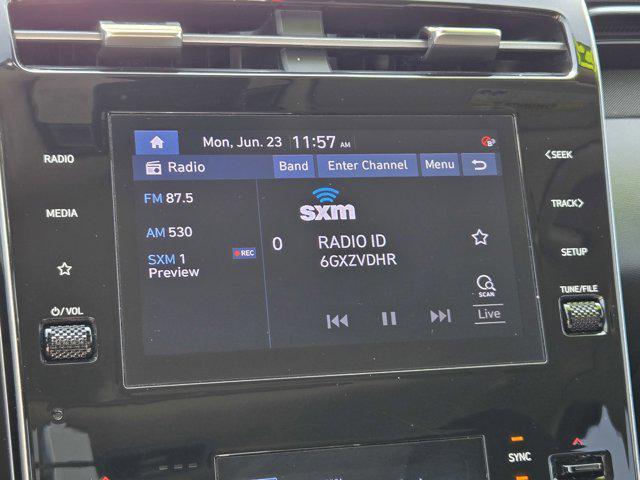 Mon, Jun. 23 11:57 AM
Radio Band Enter Channel Menu
FM 87.5
AM 530
SXM 1 REC
Preview
sxm
0 RADIO ID
6GXZVDHR
SCAN
Live
RADIO
MEDIA
VOL
SEEK
TRACK
SETUP
TUNE/FILE
SYNC